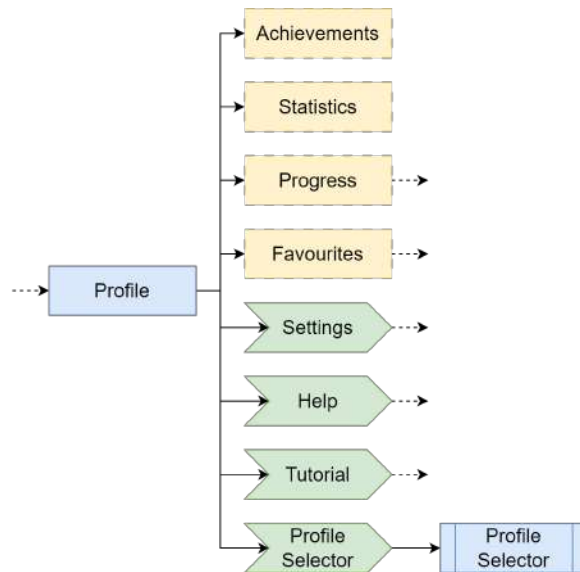 Achievements
Statistics
Progress
Favourites
Profile
Settings
Help
Tutorial
Profile
Selector
Profile
Selector